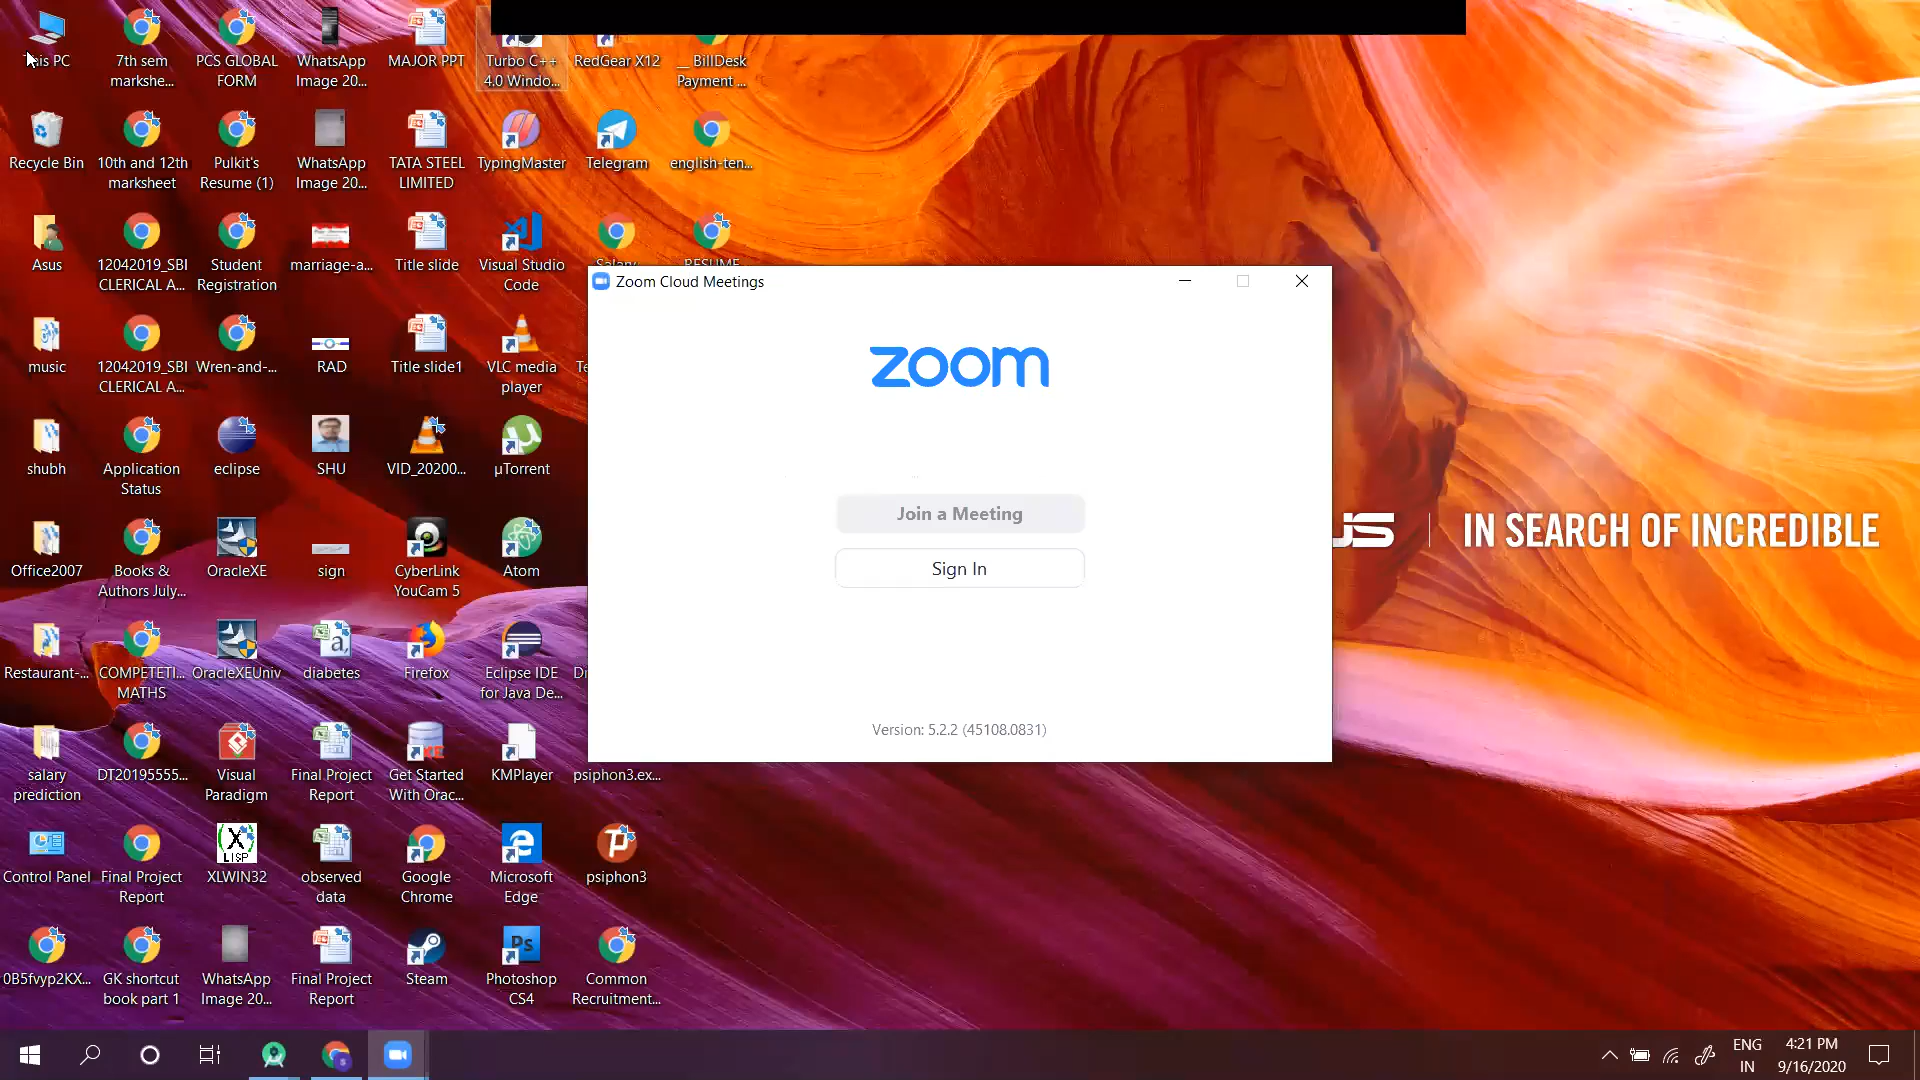 This PC
7th sem
markshe...
PCS GLOBAL
FORM
WhatsApp
Image 20...
MAJOR PPT
Turbo C++
4.0 Windo...
RedGear X12
__ BillDesk
Payment ...
Recycle Bin
10th and 12th
marksheet
Pulkit's
Resume (1)
WhatsApp
Image 20...
TATA STEEL
LIMITED
TypingMaster
Telegram
english-ten...
Asus
12042019_SBI
CLERICAL A...
Student
Registration
marriage-a...
Title slide
Visual Studio
Code
Salary
RESUME
music
12042019_SBI
CLERICAL A...
Wren-and-...
RAD
Title slide1
VLC media
player
shubh
Application
Status
eclipse
SHU
VID_20200...
µTorrent
Office2007
Books &
Authors July...
OracleXE
sign
CyberLink
YouCam 5
Atom
Restaurant-...
COMPETETI...
MATHS
OracleXEUniv
diabetes
Firefox
Eclipse IDE
for Java De...
salary
prediction
DT20195555...
Visual
Paradigm
Final Project
Report
Get Started
With Orac...
KMPlayer
psiphon3.ex...
Control Panel
Final Project
Report
XLWIN32
observed
data
Google
Chrome
Microsoft
Edge
psiphon3
0B5fvyp2KX...
GK shortcut
book part 1
WhatsApp
Image 20...
Final Project
Report
Steam
Photoshop
CS4
Common
Recruitment...
Zoom Cloud Meetings
zoom
Join a Meeting
Sign In
Version: 5.2.2 (45108.0831)
IN SEARCH OF INCREDIBLE
ENG
IN
4:21 PM
9/16/2020